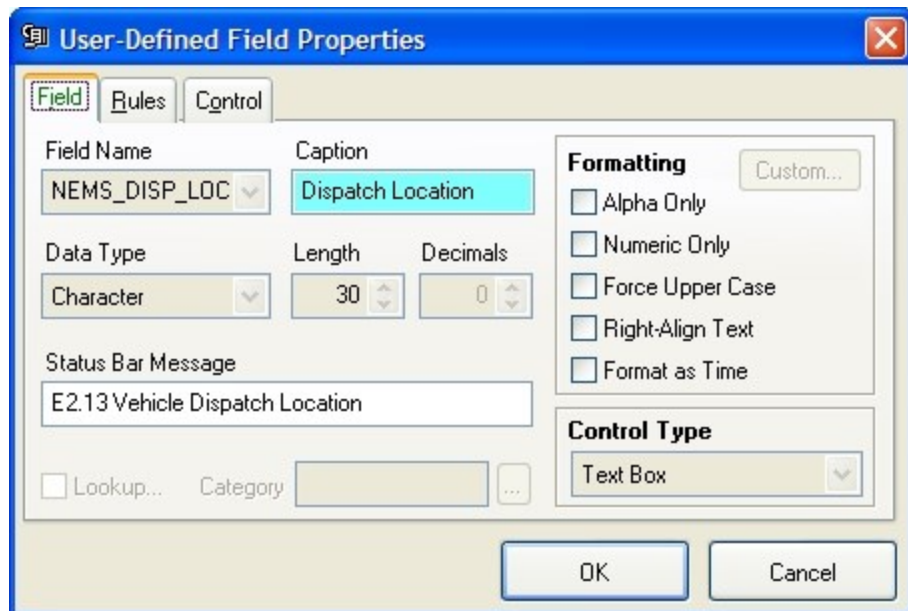 User-Defined Field Properties
Field Rules Control
Field Name Caption
NEMS_DISP_LOC Dispatch Location
Data Type Length Decimals
Character 30 0
Status Bar Message
E2.13 Vehicle Dispatch Location
Lookup... Category ...
Formatting Custom...
Alpha Only
Numeric Only
Force Upper Case
Right-Align Text
Format as Time
Control Type
Text Box
OK Cancel